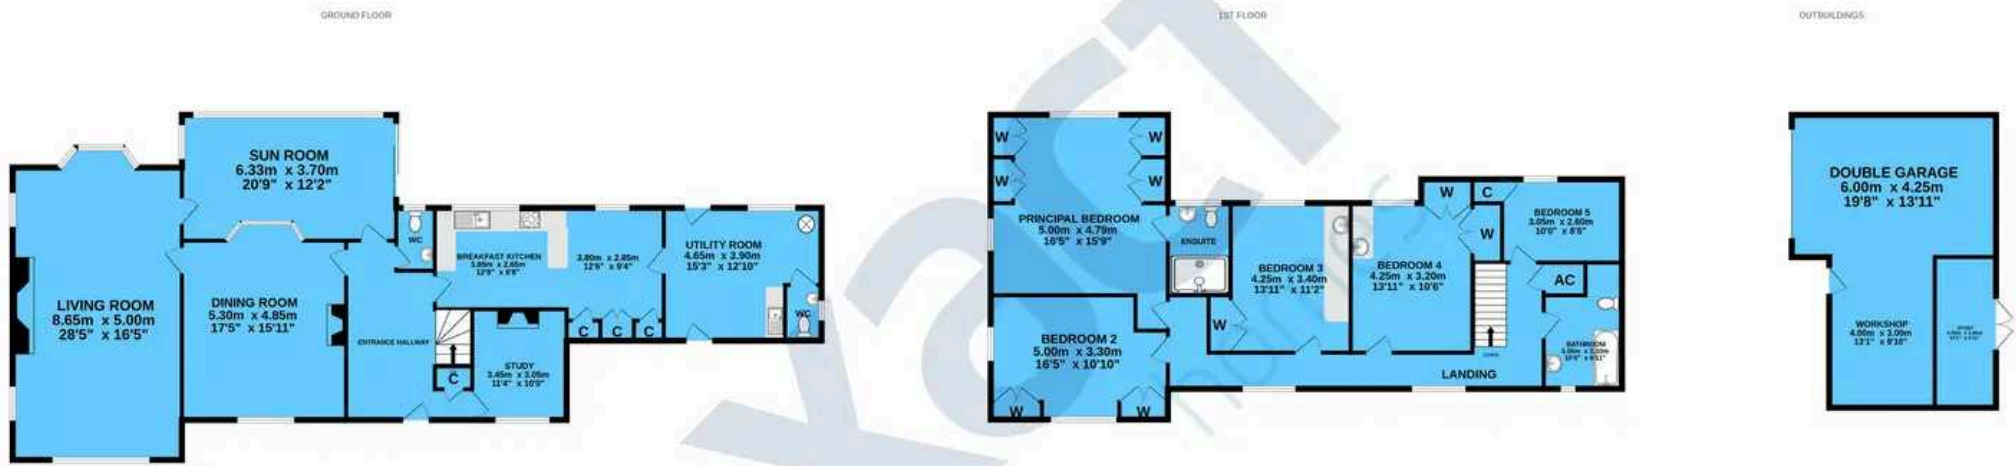 GROUND FLOOR
SUN ROOM
6.33m x 3.70m
20'9" x 12'2"
LIVING ROOM
8.65m x 5.00m
28'5" x 16'5"
DINING ROOM
5.30m x 4.85m
17'5" x 15'11"
WC
BREAKFAST KITCHEN
3.85m x 2.65m
12'8" x 8'8"
3.80m x 2.85m
12'6" x 9'4"
UTILITY ROOM
4.65m x 3.90m
15'3" x 12'10"
WC
C
C
C
ENTRANCE HALLWAY
C
STUDY
3.45m x 3.05m
11'4" x 10'0"
1ST FLOOR
W
W
W
W
PRINCIPAL BEDROOM
5.00m x 4.79m
16'5" x 15'9"
ENSUITE
BEDROOM 2
5.00m x 3.30m
16'5" x 10'10"
W
W
BEDROOM 3
4.25m x 3.40m
13'11" x 11'2"
W
BEDROOM 4
4.25m x 3.20m
13'11" x 10'6"
W
W
C
BEDROOM 5
3.05m x 2.60m
10'0" x 8'6"
AC
BATHROOM
DOWN
LANDING
OUTBUILDINGS
DOUBLE GARAGE
6.00m x 4.25m
19'8" x 13'11"
WORKSHOP
4.00m x 3.00m
13'1" x 9'10"